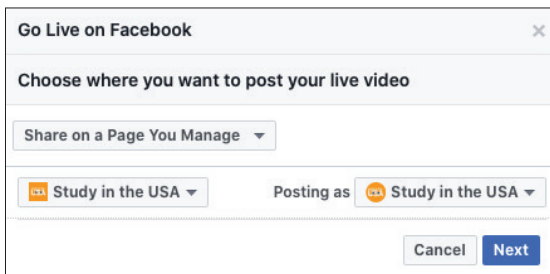 Go Live on Facebook
Choose where you want to post your live video
Share on a Page You Manage
Study in the USA Posting as Study in the USA
Cancel Next